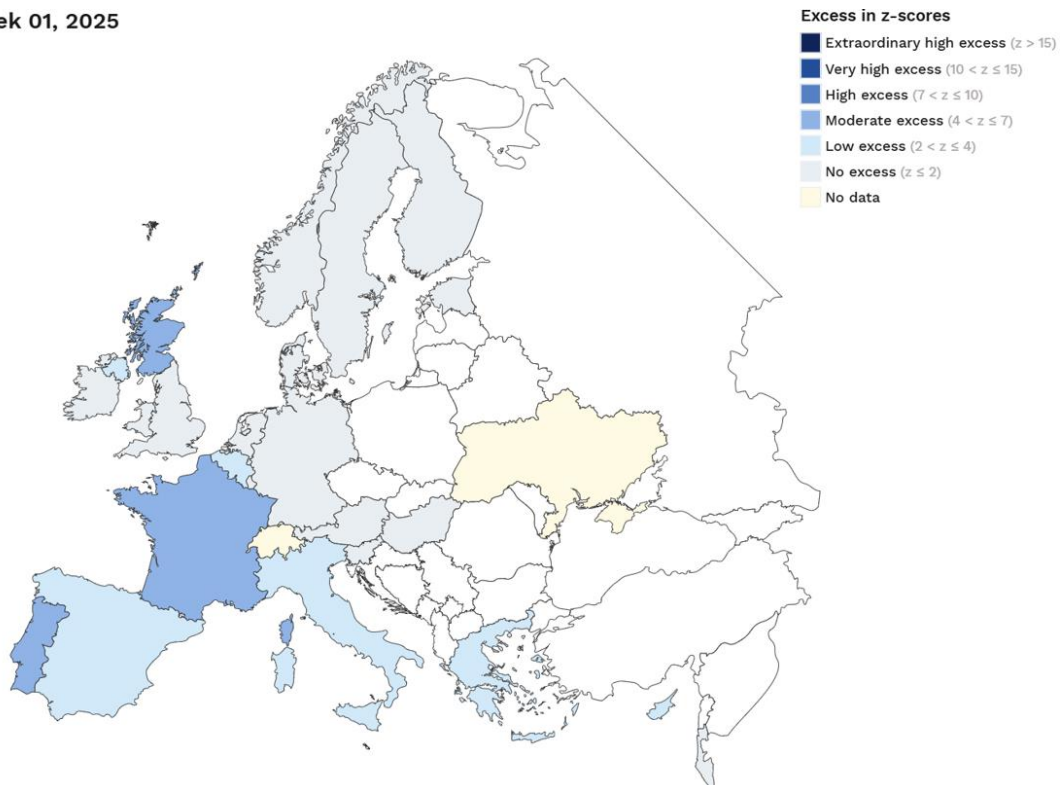 ek 01, 2025
Excess in z-scores
Extraordinary high excess (z > 15)
Very high excess (10 < z ≤ 15)
High excess (7 < z ≤ 10)
Moderate excess (4 < z ≤ 7)
Low excess (2 < z ≤ 4)
No excess (z ≤ 2)
No data